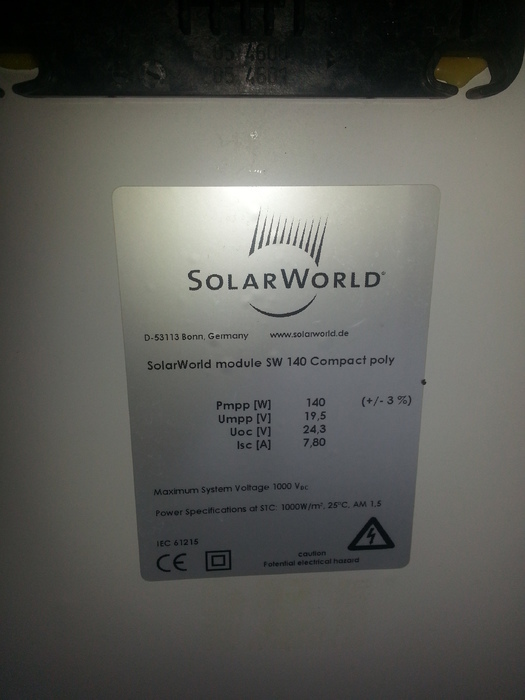 SOLARWORLD®
D-53113 Bonn, Germany www.solarworld.de
SolarWorld module SW 140 Compact poly
Pmpp [W] 140 (+/- 3 %)
Umpp [V] 19,5
Uoc [V] 24,3
Isc [A] 7,80
Maximum System Voltage 1000 VDC
Power Specifications at STC: 1000W/m², 25°C, AM 1,5
IEC 61215
CE
caution
Potential electrical hazard